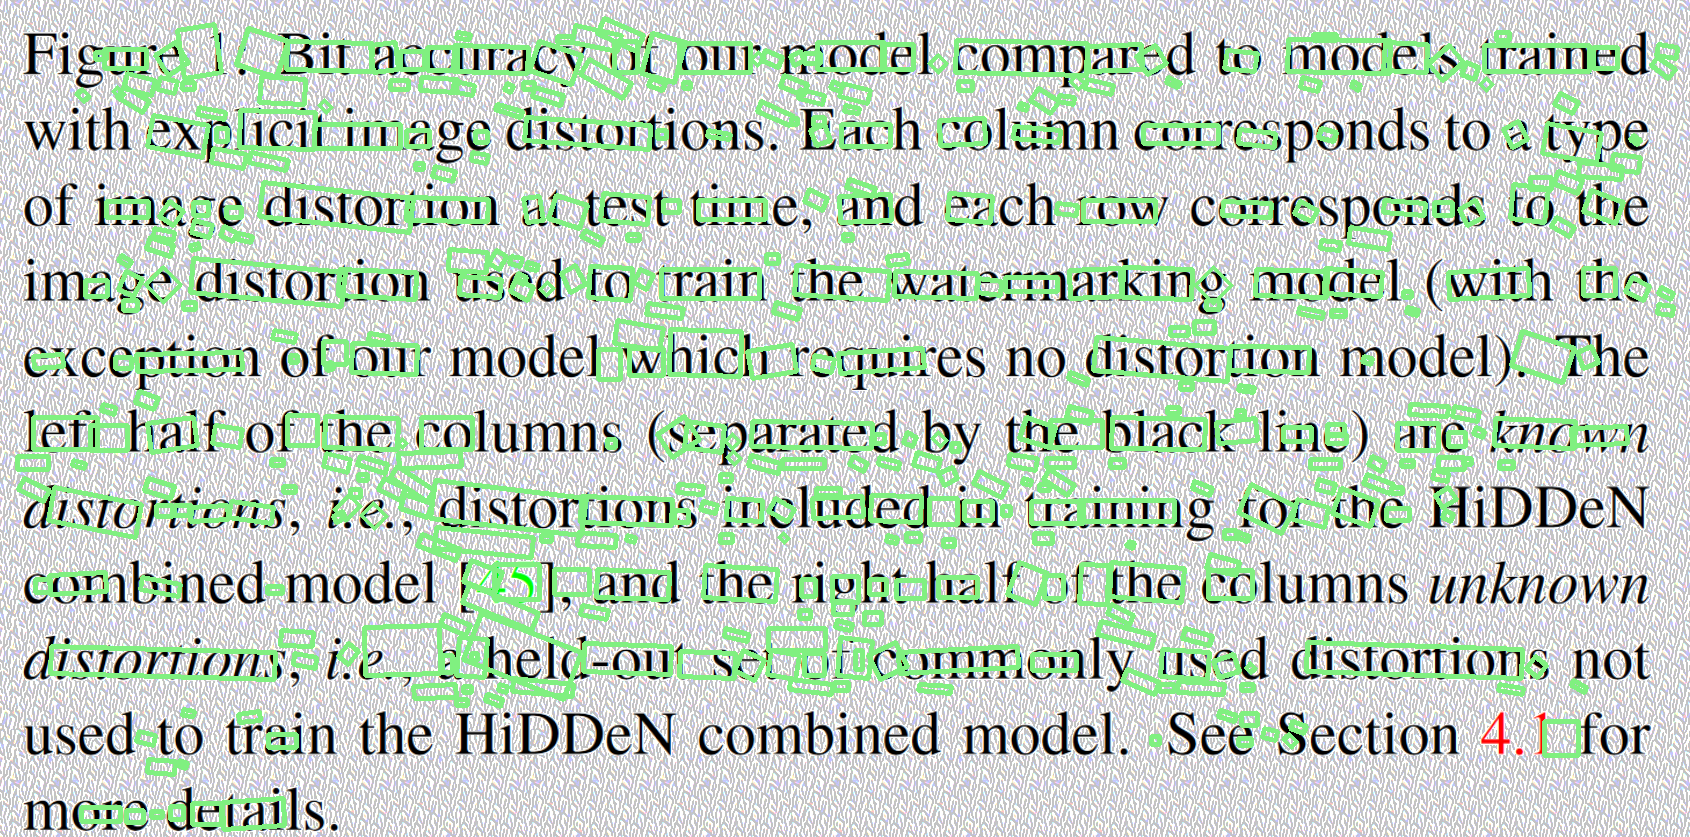 Figure 1. Bit accuracy of our model compared to models trained
with explicit image distortions. Each column corresponds to a type
of image distortion at test time, and each row corresponds to the
image distortion used to train the watermarking model (with the
exception of our model which requires no distortion model). The
left half of the columns (separated by the black line) are known
distortions, i.e., distortions included in training for the HiDDeN
combined model [45], and the right half of the columns unknown
distortions, i.e., a held-out set of commonly used distortions not
used to train the HiDDeN combined model. See Section 4.1 for
more details.